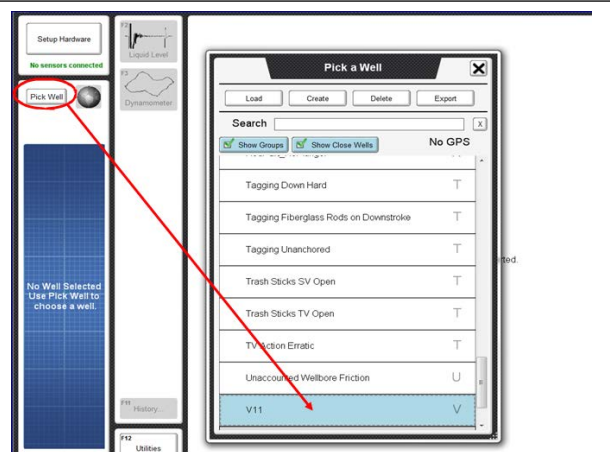 Setup Hardware
No sensors connected
Pick Well
No Well Selected
Use Pick Well to
choose a well.
F2
Liquid Level
F3
Dynamometer
F11
History...
F12
Utilities
Pick a Well
X
Load Create Delete Export
Search X
Show Groups Show Close Wells No GPS
Tagging Down Hard T
Tagging Fiberglass Rods on Downstroke T
Tagging Unanchored T
Trash Sticks SV Open T
Trash Sticks TV Open T
TV Action Erratic T
Unaccounted Wellbore Friction U
V11 V